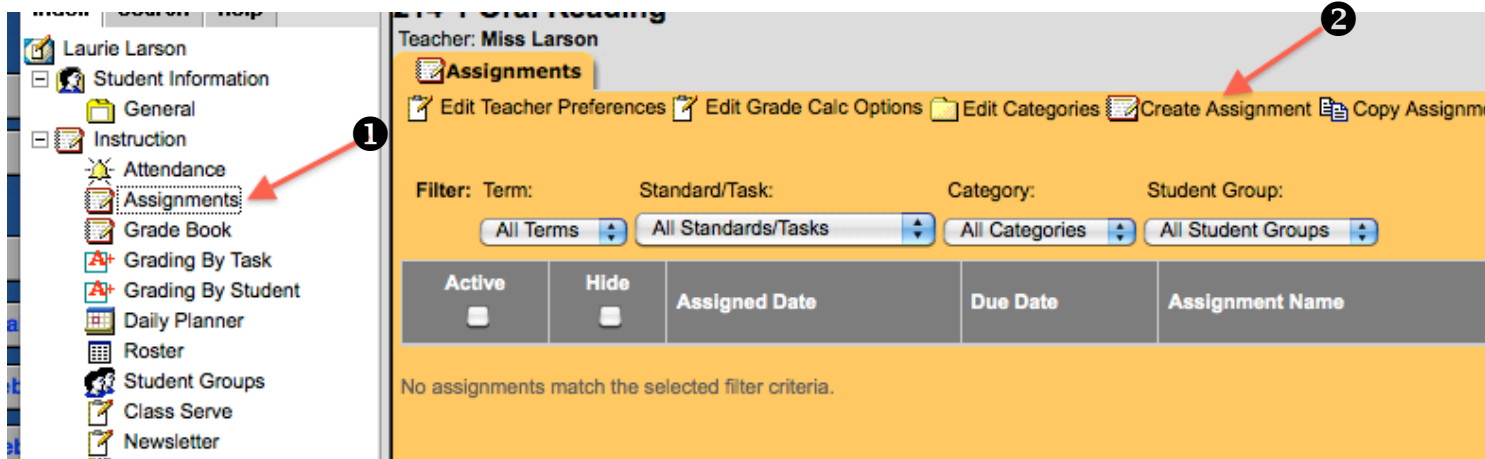 Index Search Help
Laurie Larson
Student Information
General
Instruction
Attendance
Assignments
Grade Book
Grading By Task
Grading By Student
Daily Planner
Roster
Student Groups
Class Serve
Newsletter
1
214-1 Oral Reading
Teacher: Miss Larson
2
Assignments
Edit Teacher Preferences Edit Grade Calc Options Edit Categories Create Assignment Copy Assignm
Filter: Term: Standard/Task: Category: Student Group:
All Terms All Standards/Tasks All Categories All Student Groups
Active Hide Assigned Date Due Date Assignment Name
No assignments match the selected filter criteria.